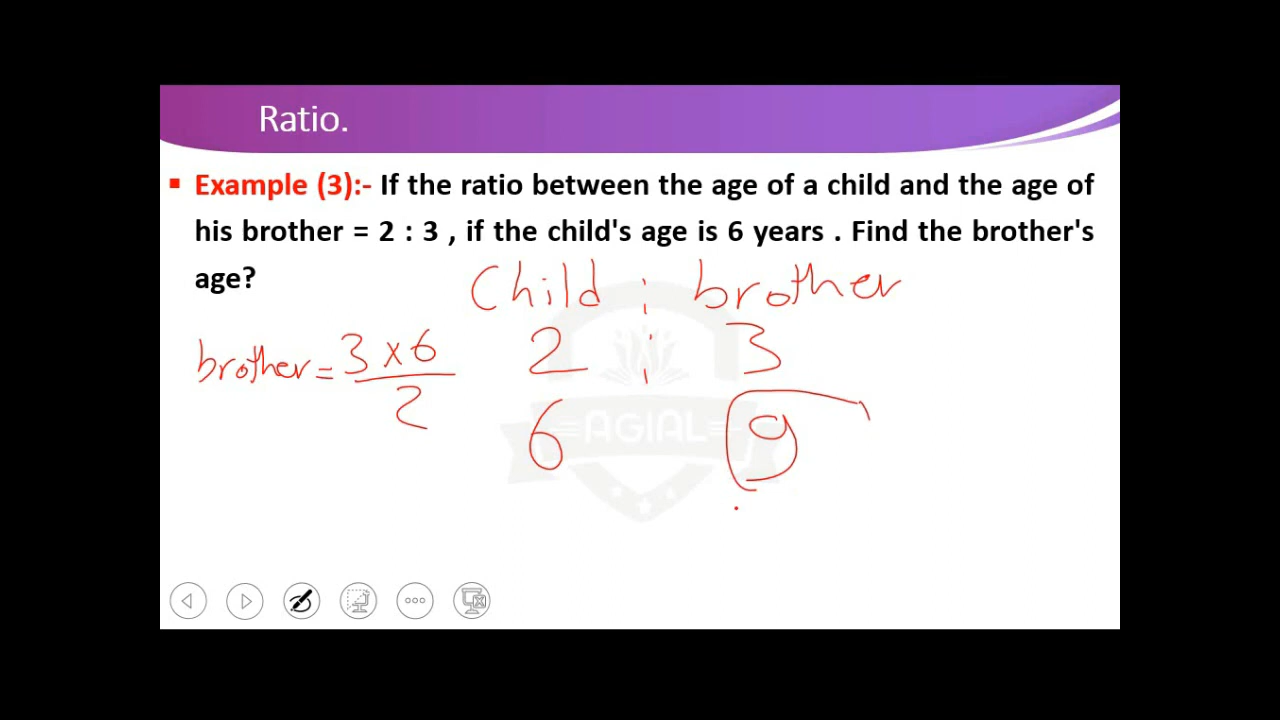 Ratio.
Example (3):- If the ratio between the age of a child and the age of
his brother = 2 : 3 , if the child's age is 6 years . Find the brother's
age?
Child : brother
brother = 3 × 6 / 2
2 : 3
6 9
AGIAL